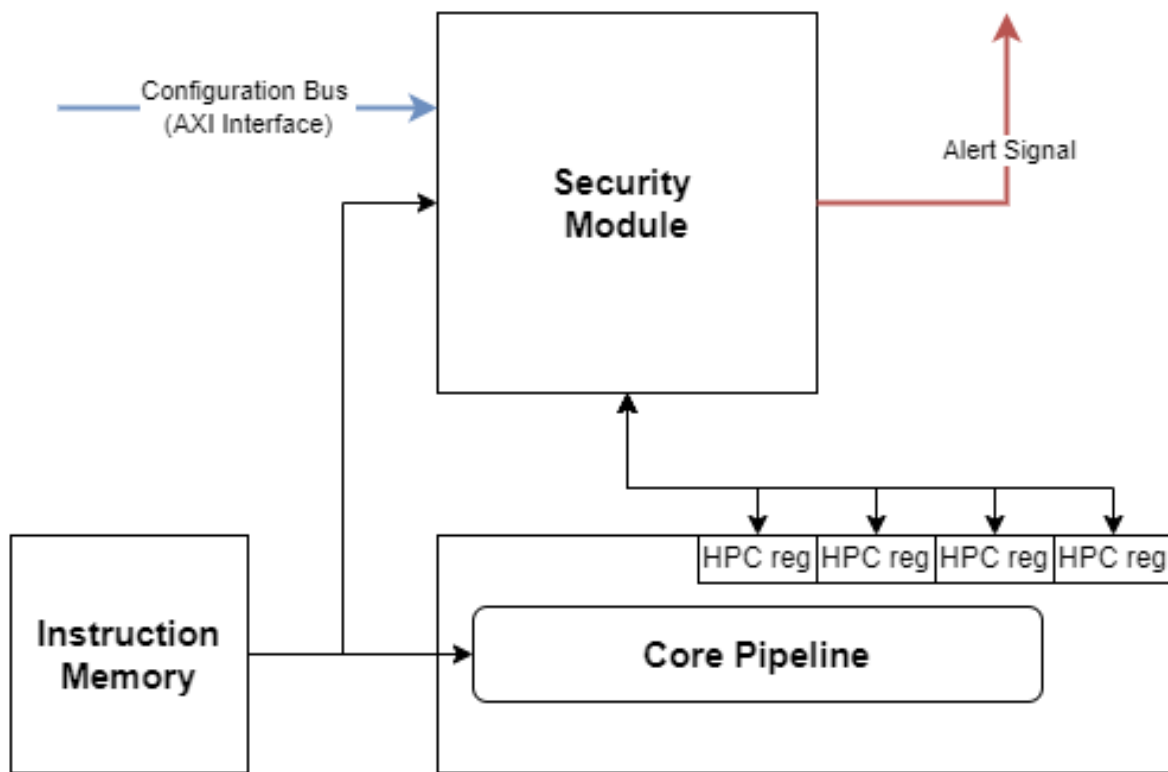 Configuration Bus
(AXI Interface)
Security
Module
Alert Signal
HPC reg HPC reg HPC reg HPC reg
Instruction
Memory
Core Pipeline